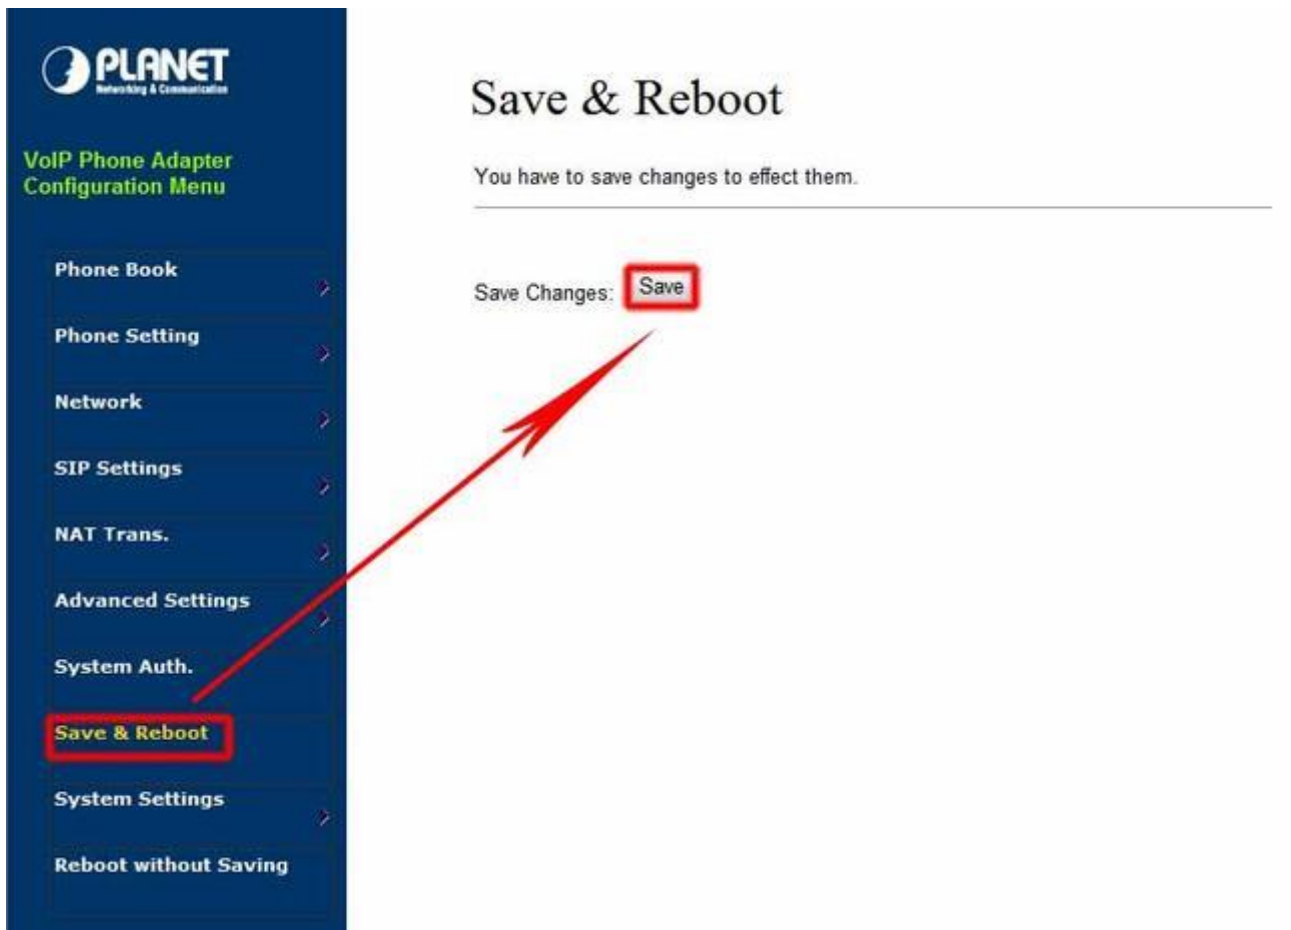 PLANET
Networking & Communication
VoIP Phone Adapter
Configuration Menu
Phone Book
Phone Setting
Network
SIP Settings
NAT Trans.
Advanced Settings
System Auth.
Save & Reboot
System Settings
Reboot without Saving
Save & Reboot
You have to save changes to effect them.
Save Changes: Save